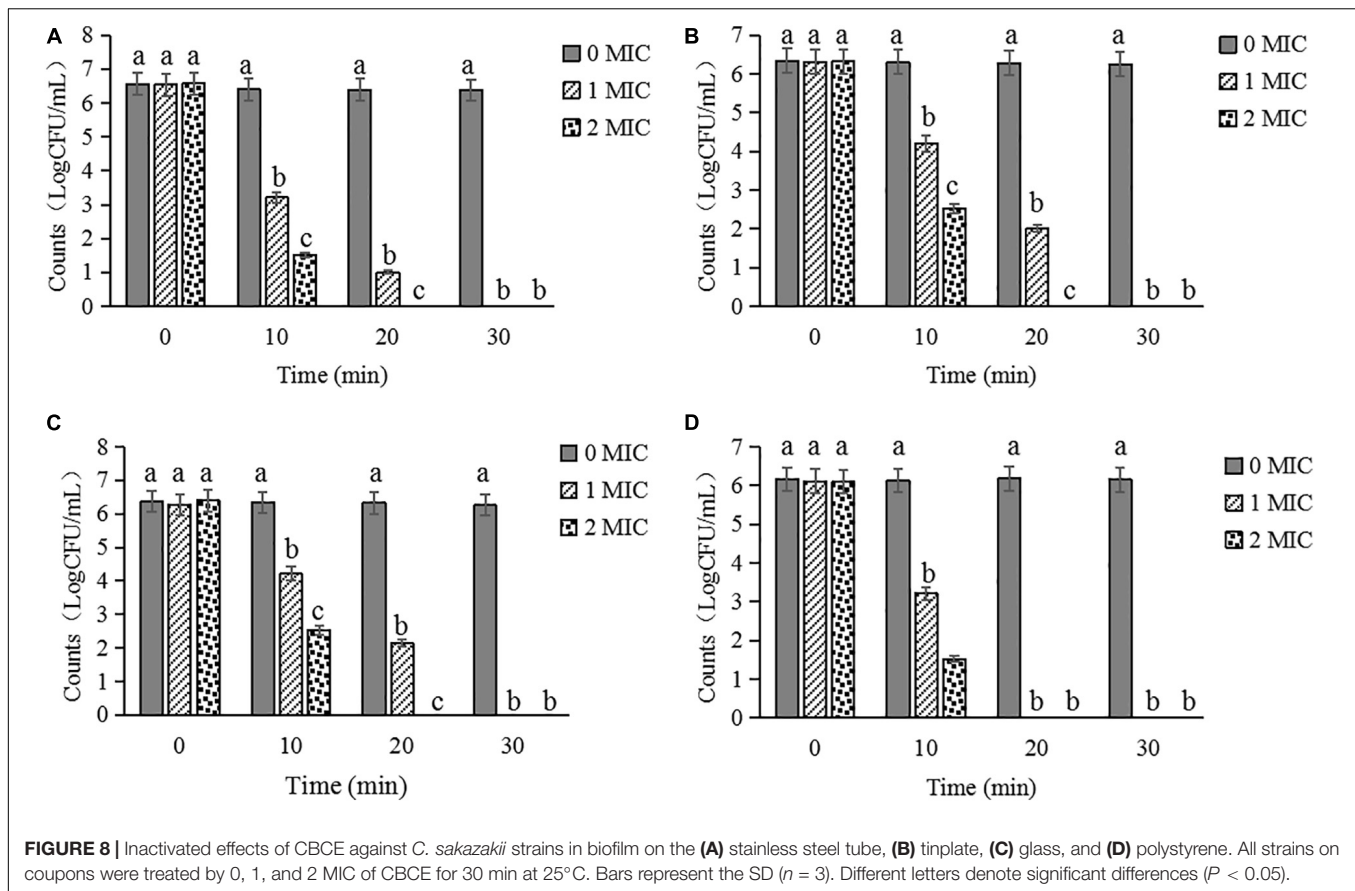 A
8
7
6
5
4
3
2
1
0
Counts（LogCFU/mL）
a a a a a a
b
c
b
c
b b
0 10 20 30
Time (min)
0 MIC
1 MIC
2 MIC
B
7
6
5
4
3
2
1
0
Counts（LogCFU/mL）
a a a a a a
b
c
b
c
b b
0 10 20 30
Time (min)
0 MIC
1 MIC
2 MIC
C
8
7
6
5
4
3
2
1
0
Counts（LogCFU/mL）
a a a a a a
b
c
b
c
b b
0 10 20 30
Time (min)
0 MIC
1 MIC
2 MIC
D
7
6
5
4
3
2
1
0
Counts（LogCFU/mL）
a a a a a a
b
b b
b b
0 10 20 30
Time (min)
0 MIC
1 MIC
2 MIC
FIGURE 8 | Inactivated effects of CBCE against C. sakazakii strains in biofilm on the (A) stainless steel tube, (B) tinplate, (C) glass, and (D) polystyrene. All strains on
coupons were treated by 0, 1, and 2 MIC of CBCE for 30 min at 25°C. Bars represent the SD (n = 3). Different letters denote significant differences (P < 0.05).